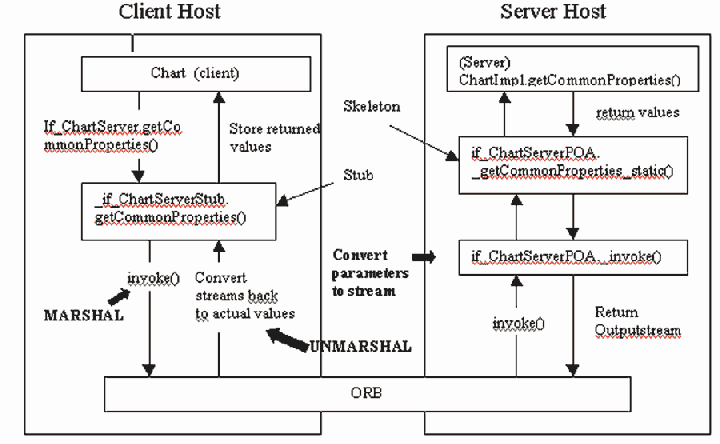 Client Host
Server Host
Chart (client)
(Server)
ChartImpl.getCommonProperties()
If_ChartServer.getCo
mmonProperties()
Store returned
values
Skeleton
return values
if_ChartServerPOA.
_getCommonProperties_static()
Stub
_if_ChartServerStub.
getCommonProperties()
Convert
parameters
to stream
if_ChartServerPOA._invoke()
invoke()
Convert
streams back
to actual values
MARSHAL
UNMARSHAL
invoke()
Return
Outputstream
ORB